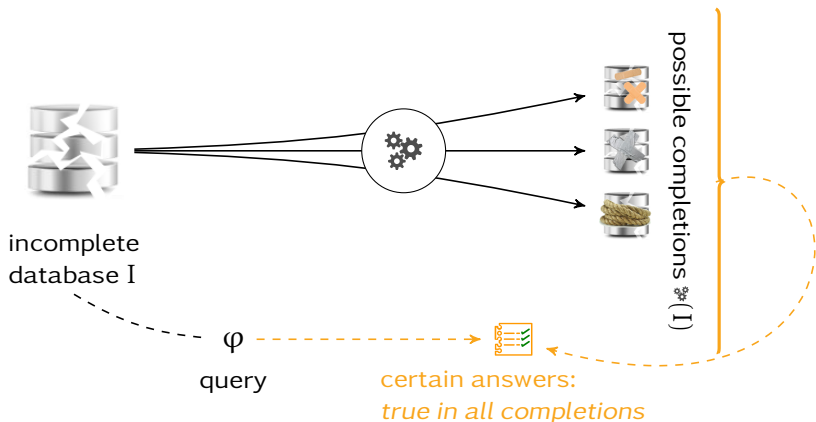 possible completions (I)
incomplete
database I
φ
query
certain answers:
true in all completions